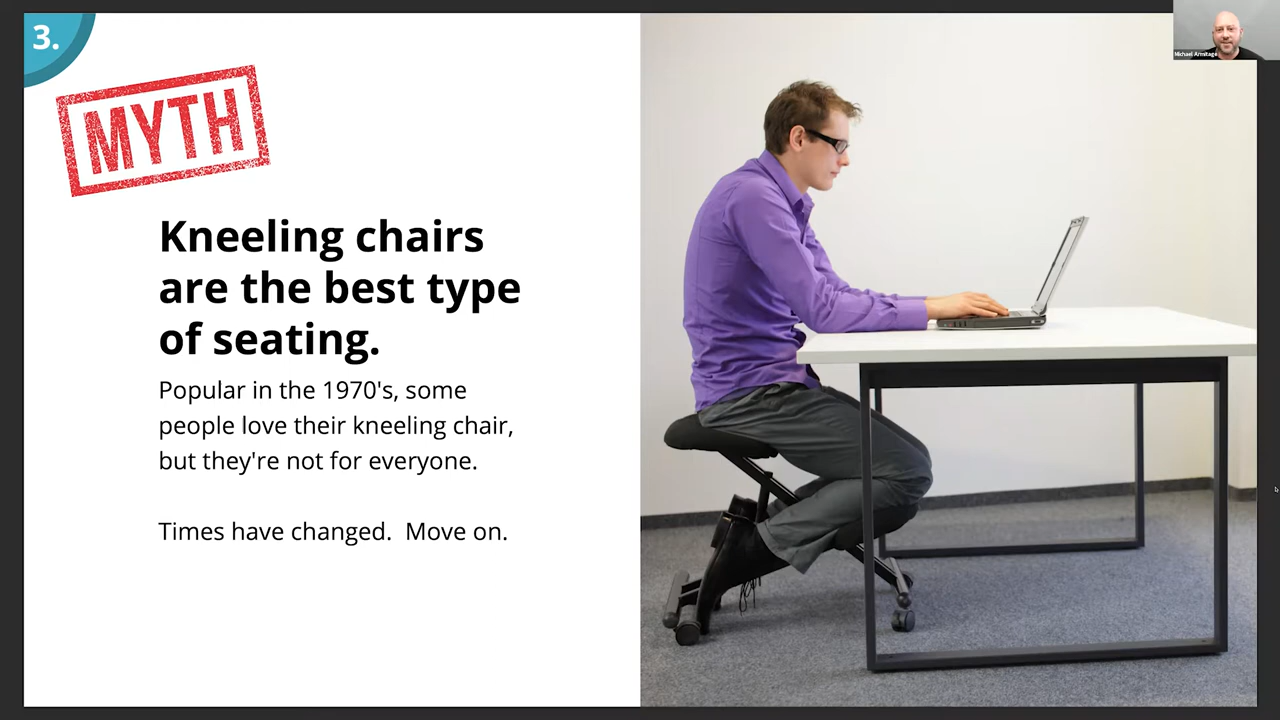 3.
Michael Armitage
MYTH
Kneeling chairs
are the best type
of seating.
Popular in the 1970's, some
people love their kneeling chair,
but they're not for everyone.
Times have changed.  Move on.